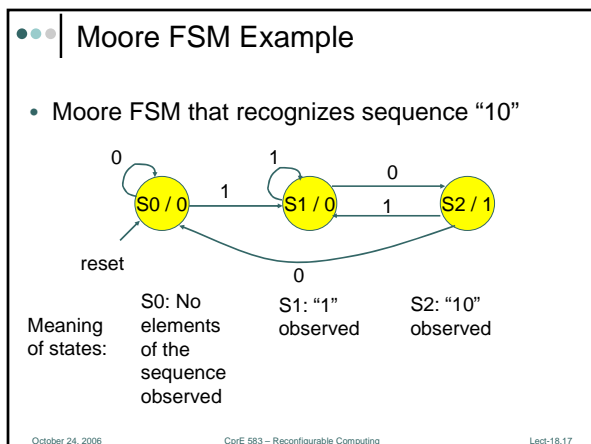 Moore FSM Example
• Moore FSM that recognizes sequence “10”
0
1
0
S0 / 0
1
S1 / 0
1
S2 / 1
reset
0
Meaning of states:
S0: No elements of the sequence observed
S1: “1” observed
S2: “10” observed
October 24, 2006
CprE 583 – Reconfigurable Computing
Lect-18.17